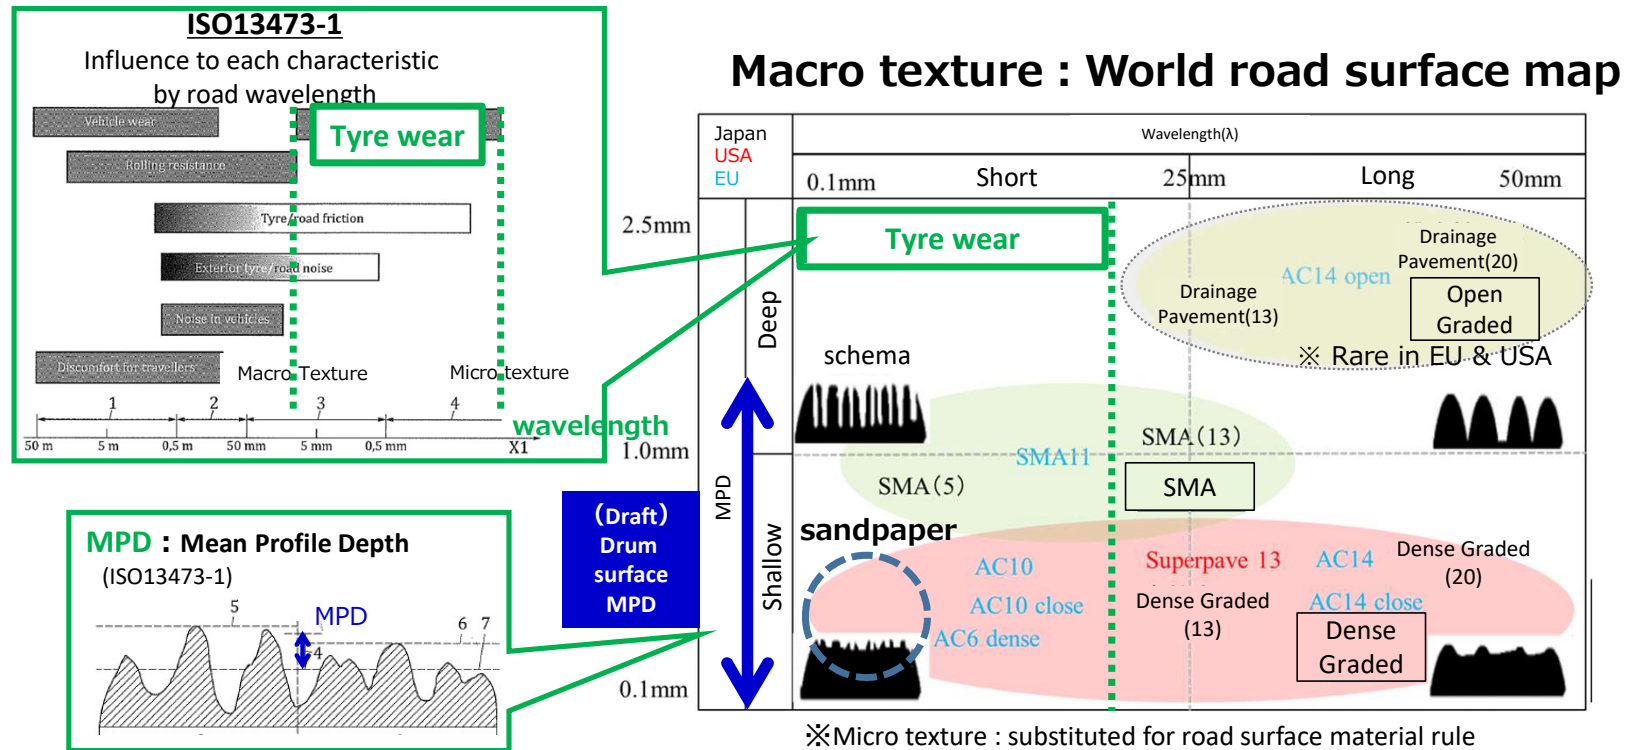 ISO13473-1
Influence to each characteristic
by road wavelength
Vehicle wear
Tyre wear
Rolling resistance
Tyre/road friction
Exterior tyre/road noise
Noise in vehicles
Discomfort for travellers
Macro Texture
Micro texture
1 2 3 4
wavelength
50 m 5 m 0,5 m 50 mm 5 mm 0,5 mm X1
MPD : Mean Profile Depth
(ISO13473-1)
5 MPD 6 7
4
(Draft)
Drum
surface
MPD
Macro texture : World road surface map
Japan
USA
EU
Wavelength(λ)
0.1mm Short 25mm Long 50mm
2.5mm
1.0mm
0.1mm
Deep
MPD
Shallow
Tyre wear
Drainage
Pavement(20)
AC14 open
Drainage
Pavement(13)
Open
Graded
※ Rare in EU & USA
schema
SMA(13)
SMA11
SMA(5)
SMA
sandpaper
AC10
Superpave 13
AC14
Dense Graded
(20)
AC10 close
Dense Graded
(13)
AC14 close
AC6 dense
Dense
Graded
※Micro texture : substituted for road surface material rule